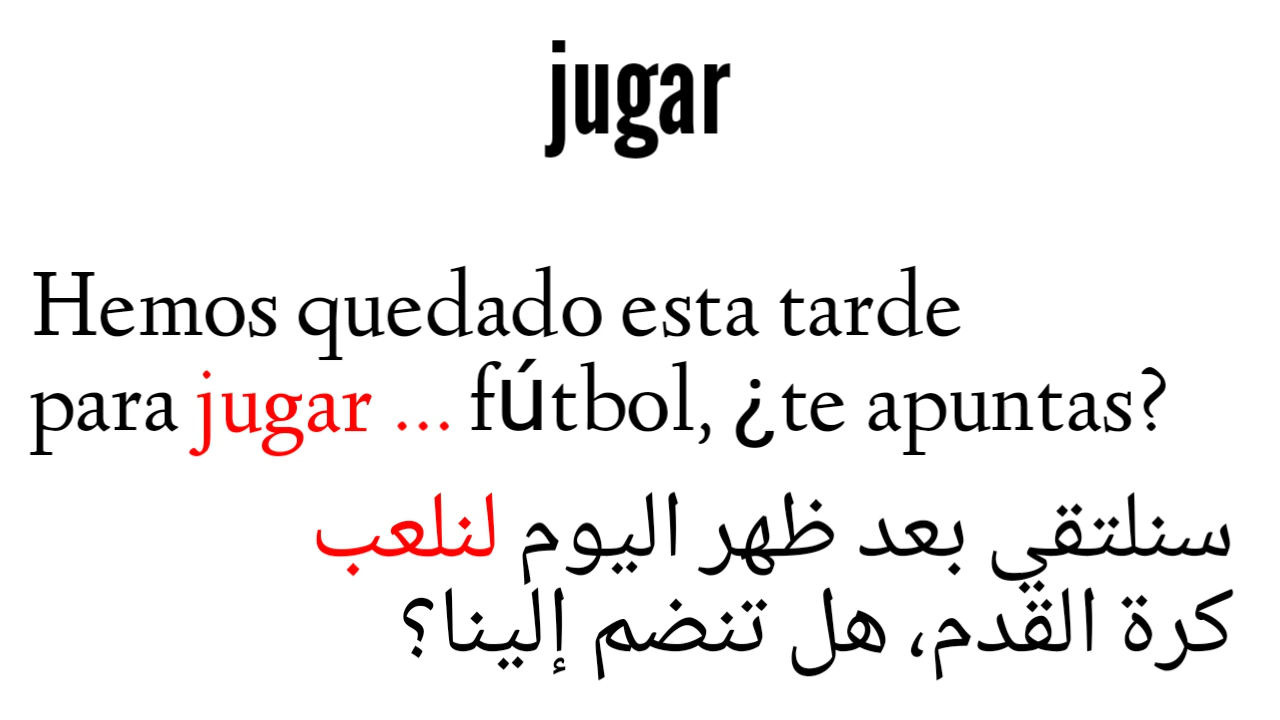 jugar
Hemos quedado esta tarde
para jugar ... fútbol, ¿te apuntas?
سنلتقي بعد ظهر اليوم لنلعب
كرة القدم، هل تنضم إلينا؟